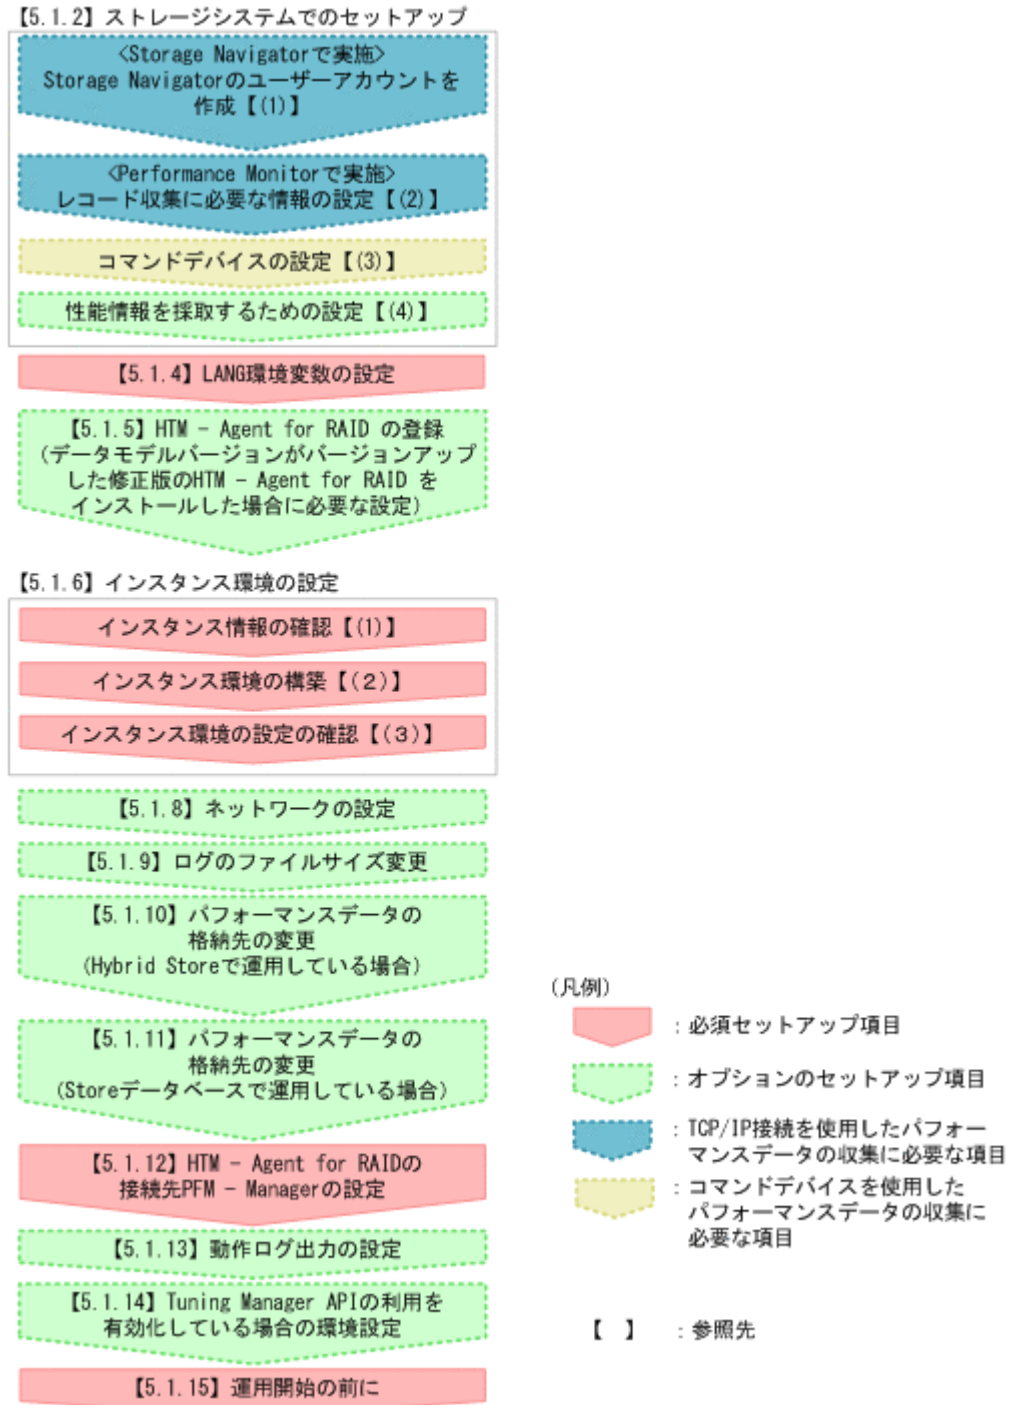 【5.1.2】ストレージシステムでのセットアップ
<Storage Navigatorで実施>
Storage Navigatorのユーザーアカウントを
作成【(1)】
<Performance Monitorで実施>
レコード収集に必要な情報の設定【(2)】
コマンドデバイスの設定【(3)】
性能情報を採取するための設定【(4)】
【5.1.4】LANG環境変数の設定
【5.1.5】HTM - Agent for RAID の登録
(データモデルバージョンがバージョンアップ
した修正版のHTM - Agent for RAID を
インストールした場合に必要な設定)
【5.1.6】インスタンス環境の設定
インスタンス情報の確認【(1)】
インスタンス環境の構築【(2)】
インスタンス環境の設定の確認【(3)】
【5.1.8】ネットワークの設定
【5.1.9】ログのファイルサイズ変更
【5.1.10】パフォーマンスデータの
格納先の変更
(Hybrid Storeで運用している場合)
【5.1.11】パフォーマンスデータの
格納先の変更
(Storeデータベースで運用している場合)
【5.1.12】HTM - Agent for RAIDの
接続先PFM - Managerの設定
【5.1.13】動作ログ出力の設定
【5.1.14】Tuning Manager APIの利用を
有効化している場合の環境設定
【5.1.15】運用開始の前に
(凡例)
:必須セットアップ項目
:オプションのセットアップ項目
:TCP/IP接続を使用したパフォー
マンスデータの収集に必要な項目
:コマンドデバイスを使用した
パフォーマンスデータの収集に
必要な項目
【 】 :参照先